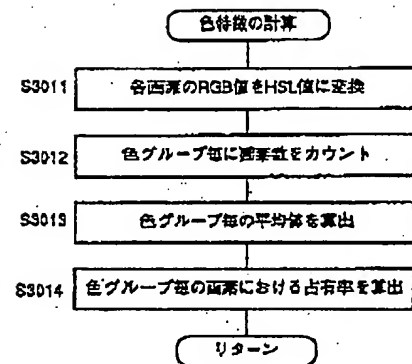 色特徴の計算
S3011 各画素のRGB値をHSL値に変換
S3012 色グループ毎に画素数をカウント
S3013 色グループ毎の平均値を算出
S3014 色グループ毎の画素における占有率を算出
リターン